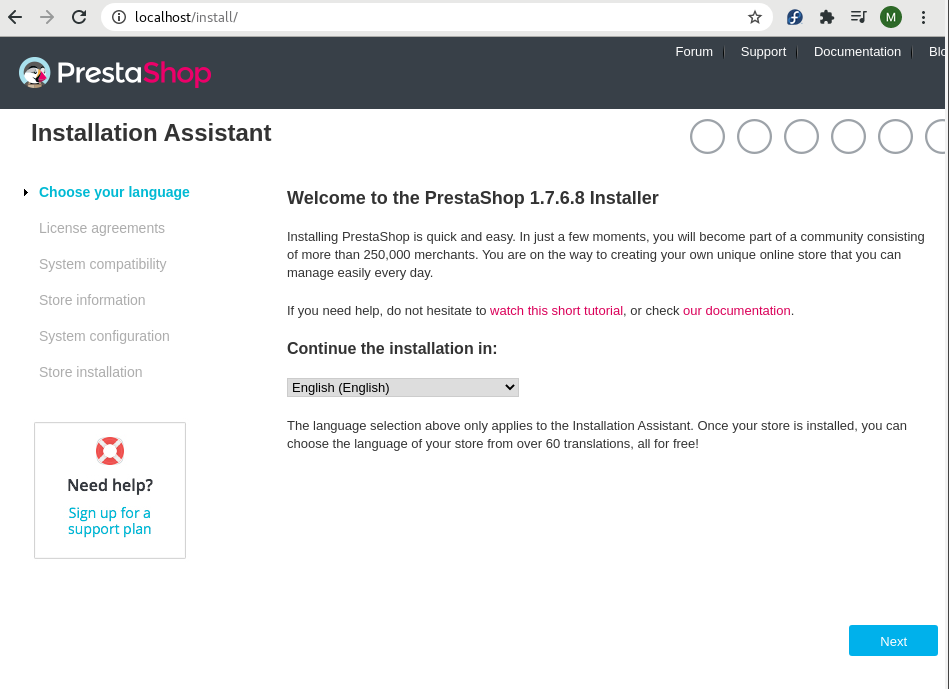 localhost/install/
M
Forum
Support
Documentation
Blo
PrestaShop
Installation Assistant
Choose your language
License agreements
System compatibility
Store information
System configuration
Store installation
Need help?
Sign up for a
support plan
Welcome to the PrestaShop 1.7.6.8 Installer
Installing PrestaShop is quick and easy. In just a few moments, you will become part of a community consisting
of more than 250,000 merchants. You are on the way to creating your own unique online store that you can
manage easily every day.
If you need help, do not hesitate to watch this short tutorial, or check our documentation.
Continue the installation in:
English (English)
The language selection above only applies to the Installation Assistant. Once your store is installed, you can
choose the language of your store from over 60 translations, all for free!
Next